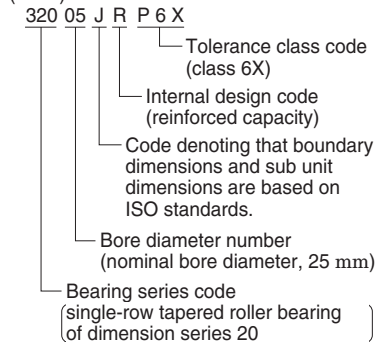 320 05 J R P 6 X
Tolerance class code
(class 6X)
Internal design code
(reinforced capacity)
Code denoting that boundary
dimensions and sub unit
dimensions are based on
ISO standards.
Bore diameter number
(nominal bore diameter, 25 mm)
Bearing series code
(single-row tapered roller bearing
of dimension series 20)